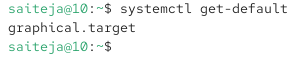 saiteja@10:~$ systemctl get-default
graphical.target
saiteja@10:~$